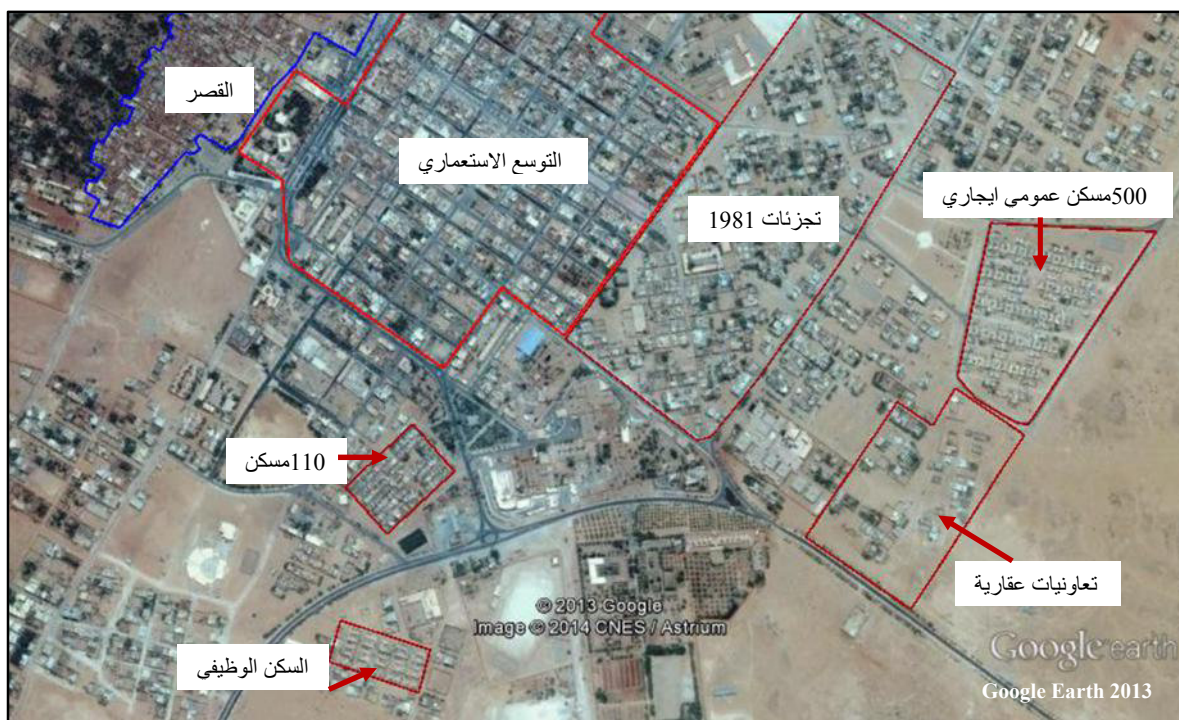 القصر
التوسع الاستعماري
تجزئات 1981
500مسكن عمومي ايجاري
110مسكن
تعاونيات عقارية
السكن الوظيفي
© 2013 Google
Image © 2014 CNES / Astrium
Google earth
Google Earth 2013